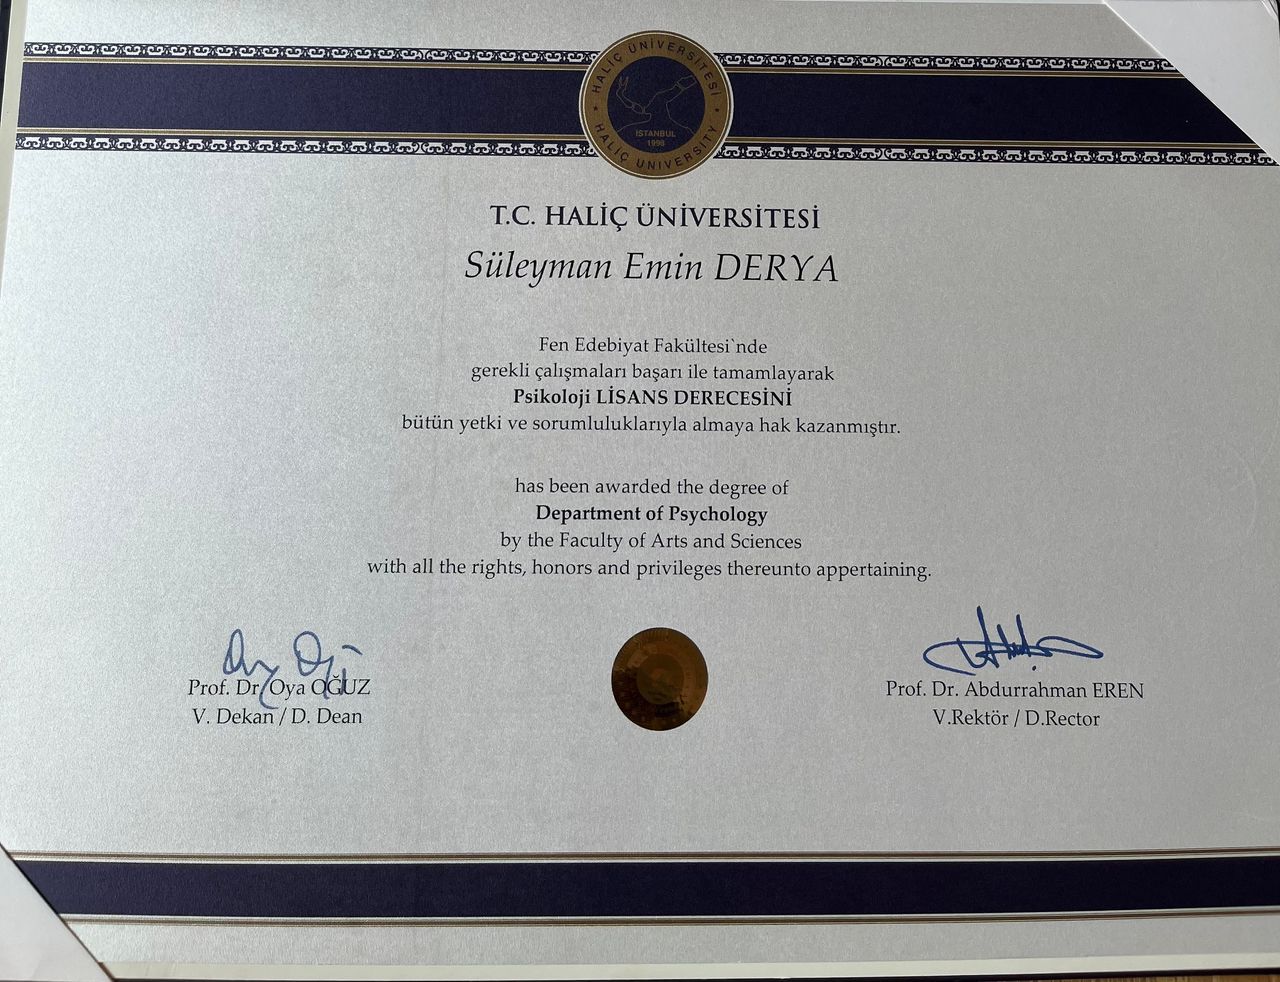 HALİÇ ÜNİVERSİTESİ
İSTANBUL
1998
HALİÇ UNIVERSITY
T.C. HALİÇ ÜNİVERSİTESİ
Süleyman Emin DERYA
Fen Edebiyat Fakültesi`nde
gerekli çalışmaları başarı ile tamamlayarak
Psikoloji LİSANS DERECESİNİ
bütün yetki ve sorumluluklarıyla almaya hak kazanmıştır.
has been awarded the degree of
Department of Psychology
by the Faculty of Arts and Sciences
with all the rights, honors and privileges thereunto appertaining.
Prof. Dr. Oya OĞUZ
V. Dekan / D. Dean
Prof. Dr. Abdurrahman EREN
V.Rektör / D.Rector